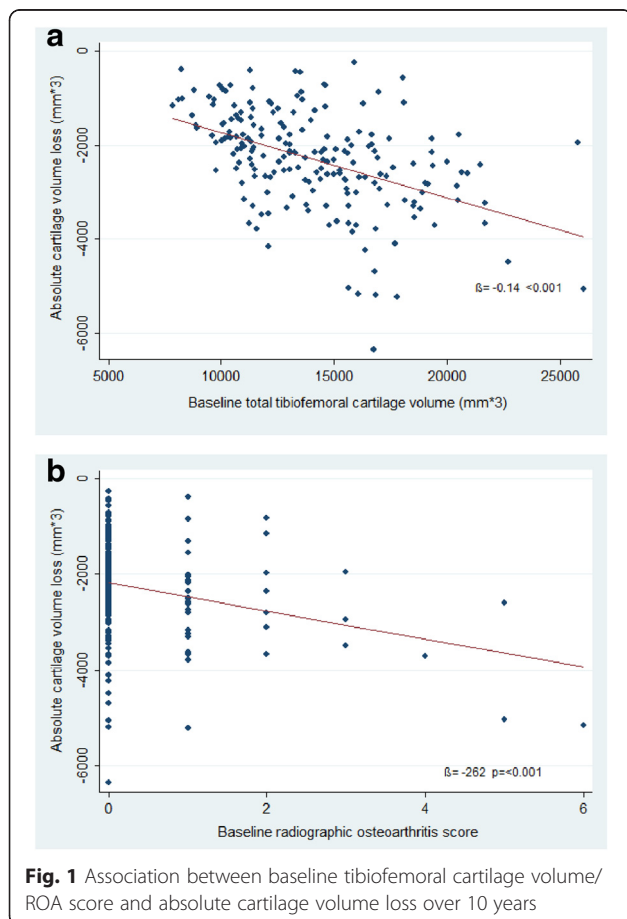 a
0
-2000
-4000
-6000
Absolute cartilage volume loss (mm*3)
ß= -0.14 <0.001
5000 10000 15000 20000 25000
Baseline total tibiofemoral cartilage volume (mm*3)
b
0
-2000
-4000
-6000
Absolute cartilage volume loss (mm*3)
ß= -262 p=<0.001
0 2 4 6
Baseline radiographic osteoarthritis score
Fig. 1 Association between baseline tibiofemoral cartilage volume/
ROA score and absolute cartilage volume loss over 10 years